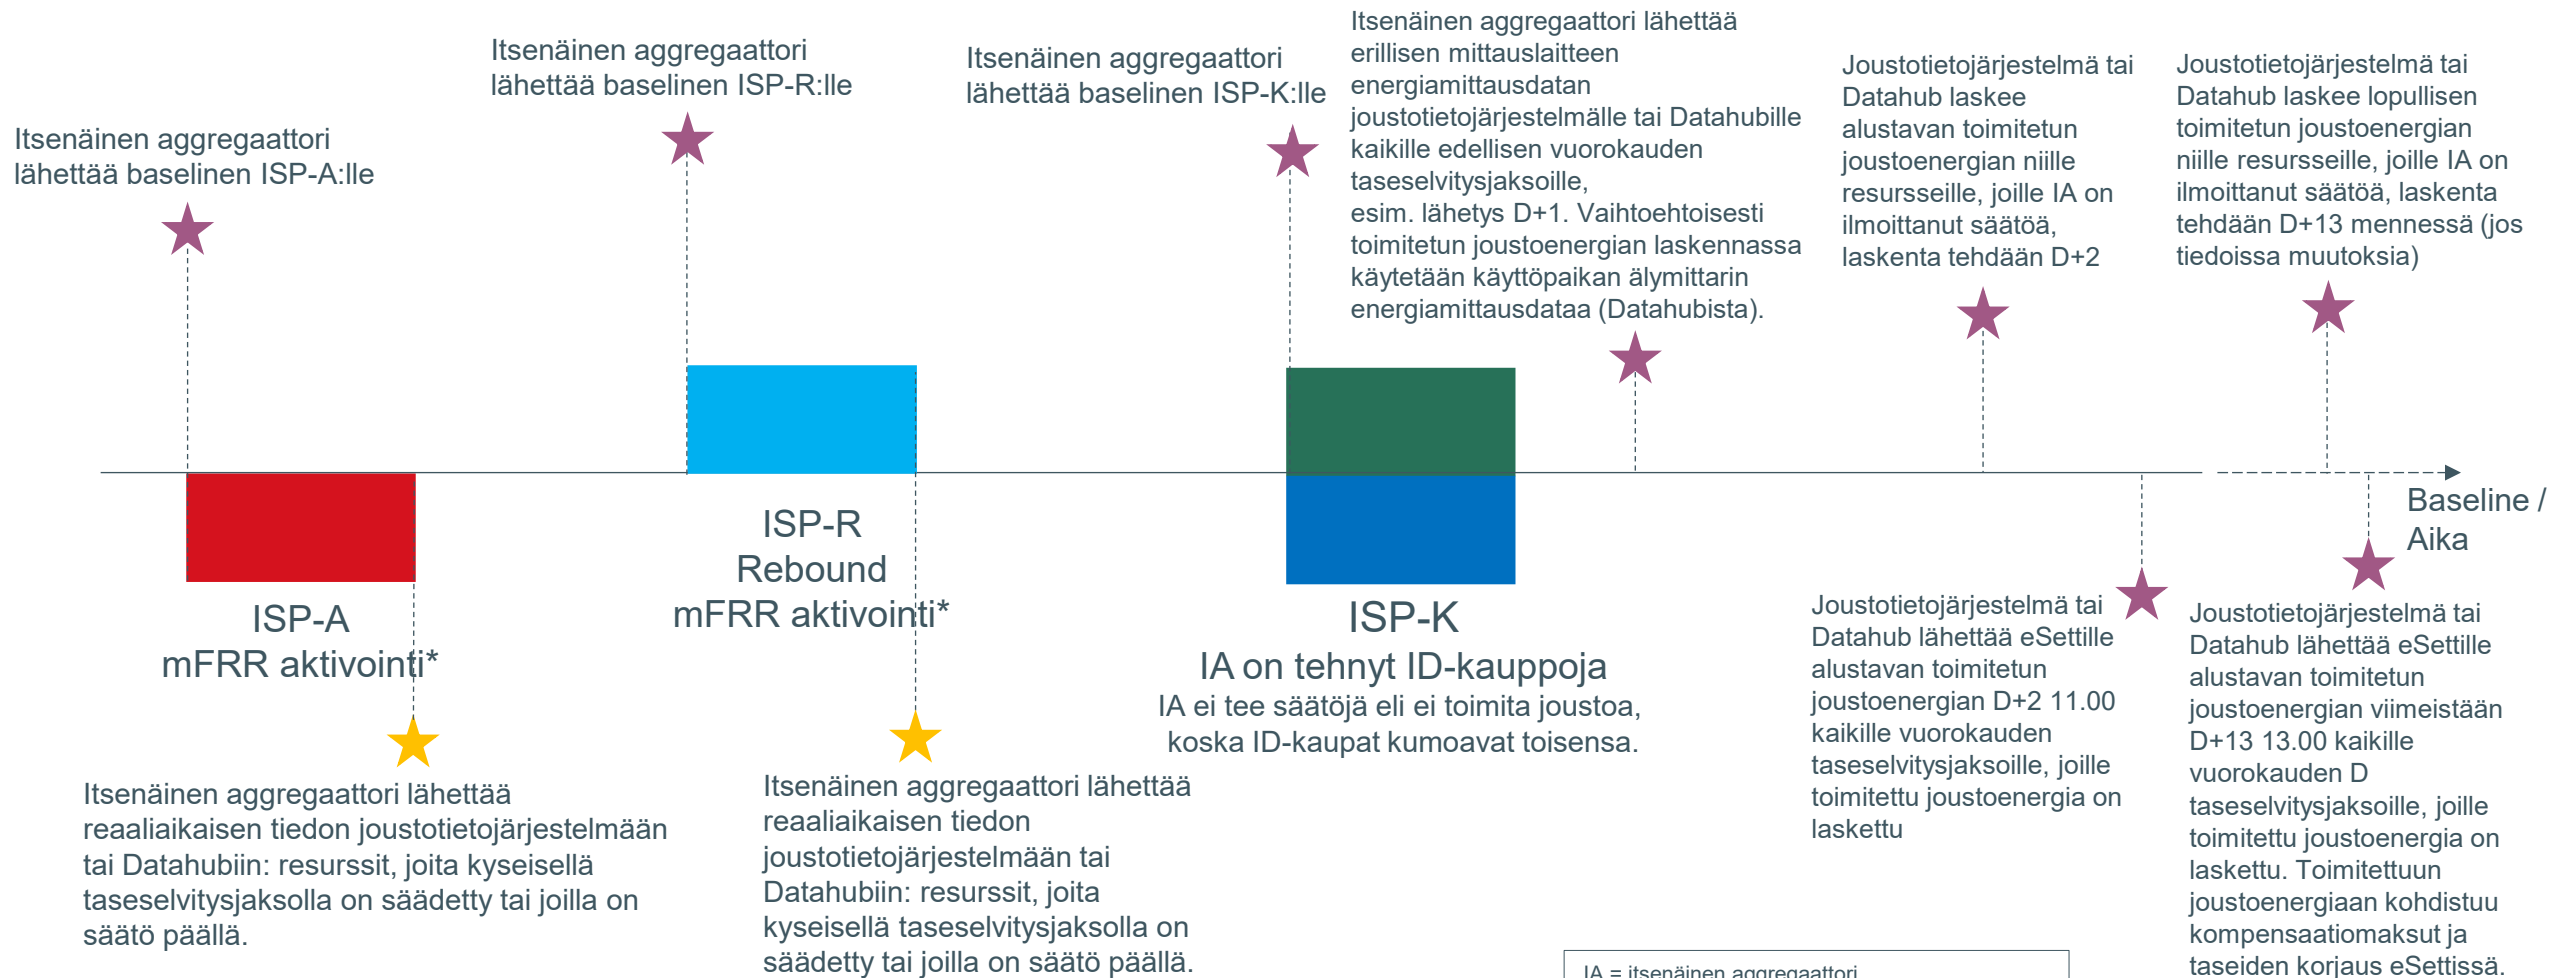 Itsenäinen aggregaattori
lähettää baselinen ISP-A:lle
Itsenäinen aggregaattori
lähettää baselinen ISP-R:lle
Itsenäinen aggregaattori
lähettää baselinen ISP-K:lle
Itsenäinen aggregaattori lähettää
erillisen mittauslaitteen
energiamittausdatan
joustotietojärjestelmälle tai Datahubille
kaikille edellisen vuorokauden
taseselvitysjaksoille,
esim. lähetys D+1. Vaihtoehtoisesti
toimitetun joustoenergian laskennassa
käytetään käyttöpaikan älymittarin
energiamittausdataa (Datahubista).
Joustotietojärjestelmä tai
Datahub laskee
alustavan toimitetun
joustoenergian niille
resursseille, joille IA on
ilmoittanut säätöä,
laskenta tehdään D+2
Joustotietojärjestelmä tai
Datahub laskee lopullisen
toimitetun joustoenergian
niille resursseille, joille IA on
ilmoittanut säätöä, laskenta
tehdään D+13 mennessä (jos
tiedoissa muutoksia)
Baseline /
Aika
ISP-A
mFRR aktivointi*
ISP-R
Rebound
mFRR aktivointi*
ISP-K
IA on tehnyt ID-kauppoja
IA ei tee säätöjä eli ei toimita joustoa,
koska ID-kaupat kumoavat toisensa.
Itsenäinen aggregaattori lähettää
reaaliaikaisen tiedon joustotietojärjestelmään
tai Datahubiin: resurssit, joita kyseisellä
taseselvitysjaksolla on säädetty tai joilla on
säätö päällä.
Itsenäinen aggregaattori lähettää
reaaliaikaisen tiedon
joustotietojärjestelmään tai
Datahubiin: resurssit, joita
kyseisellä taseselvitysjaksolla on
säädetty tai joilla on säätö päällä.
Joustotietojärjestelmä tai
Datahub lähettää eSettille
alustavan toimitetun
joustoenergian D+2 11.00
kaikille vuorokauden
taseselvitysjaksoille, joille
toimitettu joustoenergia on
laskettu
Joustotietojärjestelmä tai
Datahub lähettää eSettille
alustavan toimitetun
joustoenergian viimeistään
D+13 13.00 kaikille
vuorokauden D
taseselvitysjaksoille, joille
toimitettu joustoenergia on
laskettu. Toimitettuun
joustoenergiaan kohdistuu
kompensaatiomaksut ja
taseiden korjaus eSettissä.
IA = itsenäinen aggregaattori